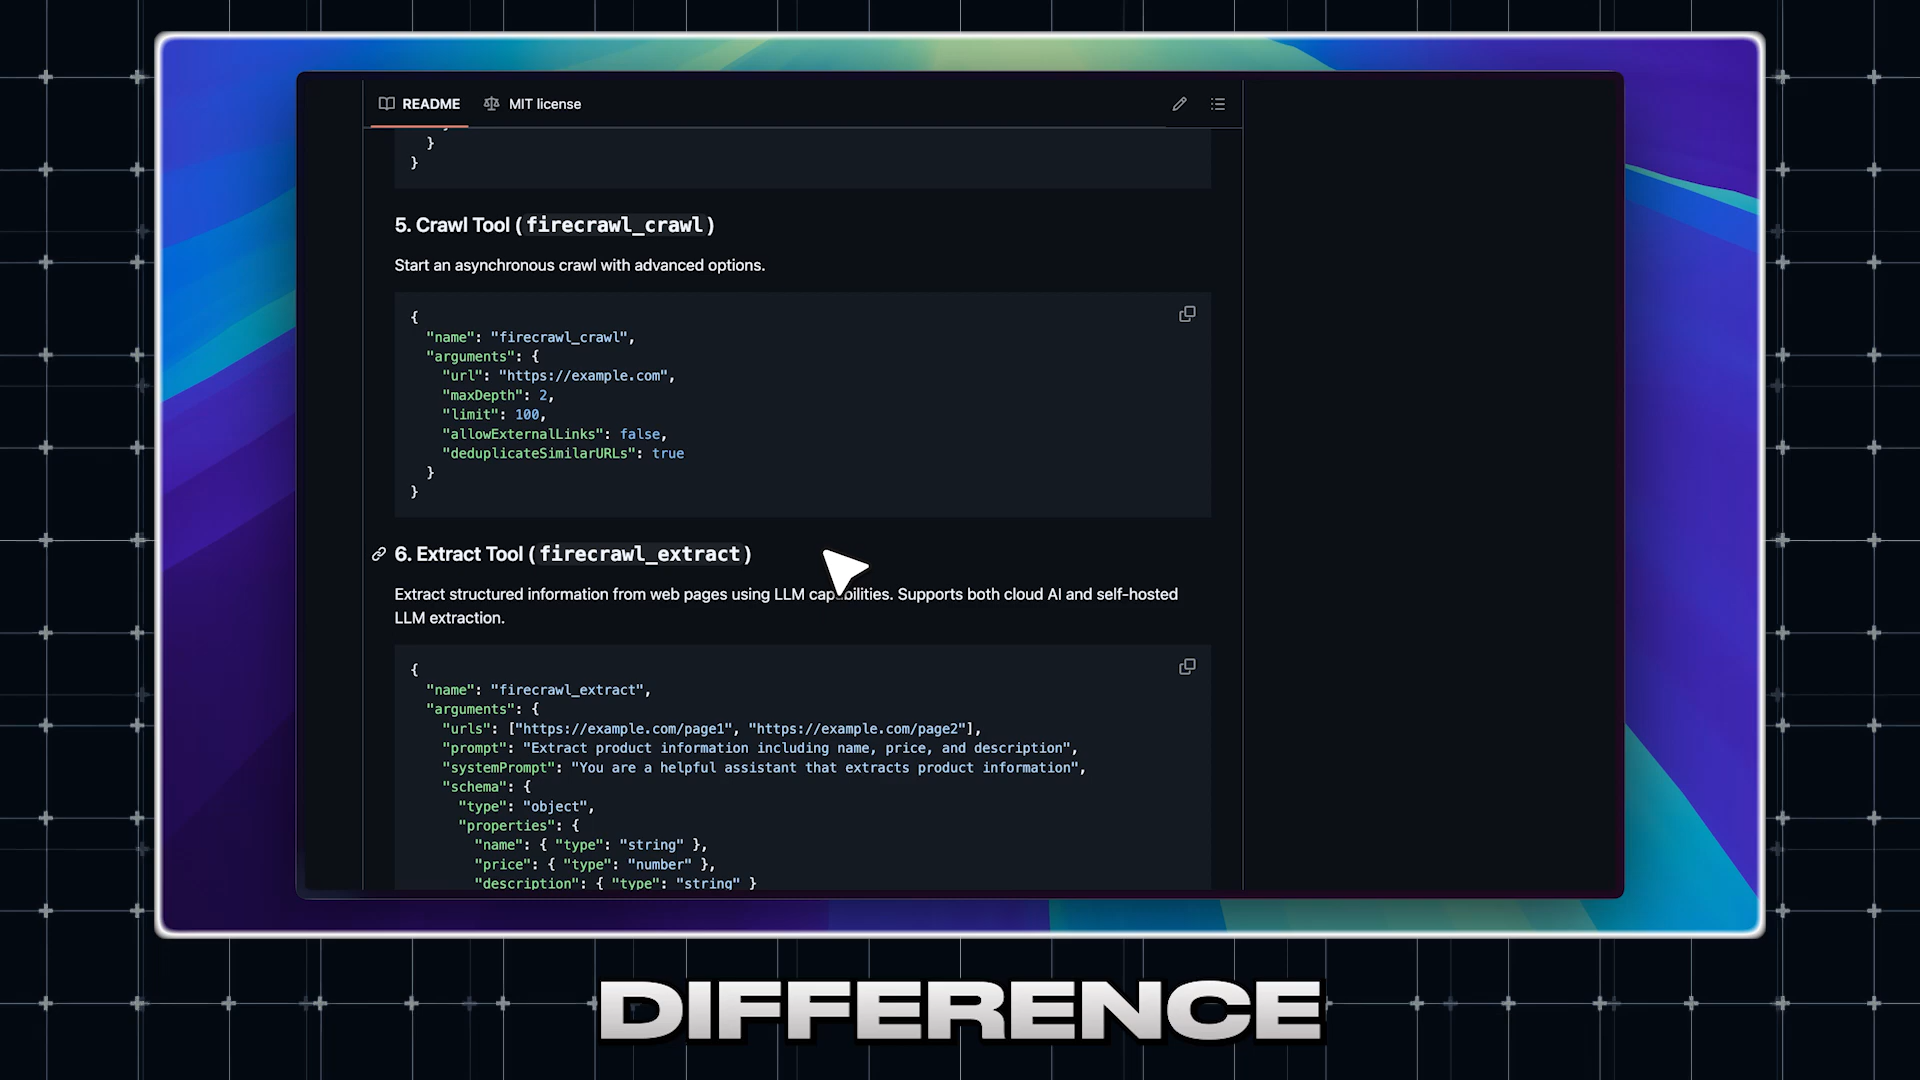 README MIT license
}
}
5. Crawl Tool (firecrawl_crawl)
Start an asynchronous crawl with advanced options.
{
"name": "firecrawl_crawl",
"arguments": {
"url": "https://example.com",
"maxDepth": 2,
"limit": 100,
"allowExternalLinks": false,
"deduplicateSimilarURLs": true
}
}
6. Extract Tool (firecrawl_extract)
Extract structured information from web pages using LLM capabilities. Supports both cloud AI and self-hosted
LLM extraction.
{
"name": "firecrawl_extract",
"arguments": {
"urls": ["https://example.com/page1", "https://example.com/page2"],
"prompt": "Extract product information including name, price, and description",
"systemPrompt": "You are a helpful assistant that extracts product information",
"schema": {
"type": "object",
"properties": {
"name": { "type": "string" },
"price": { "type": "number" },
"description": { "type": "string" }
DIFFERENCE